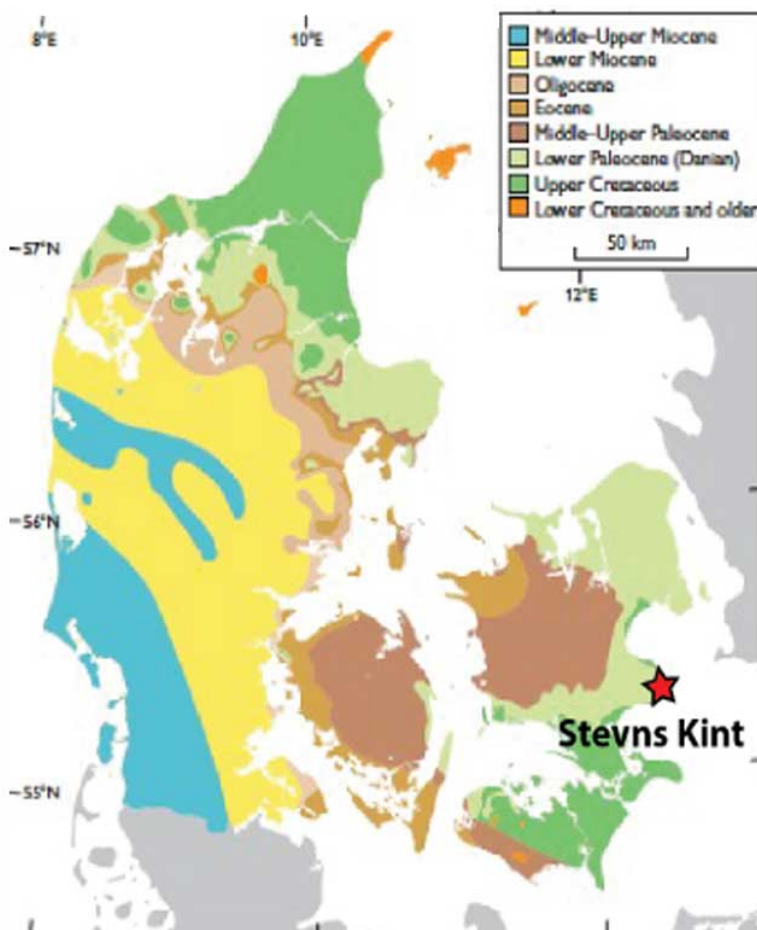 8°E
10°E
Middle-Upper Miocene
Lower Miocene
Oligocene
Eocene
Middle-Upper Paleocene
Lower Paleocene (Danian)
Upper Cretaceous
Lower Cretaceous and older
50 km
57°N
12°E
56°N
Stevns Kint
55°N